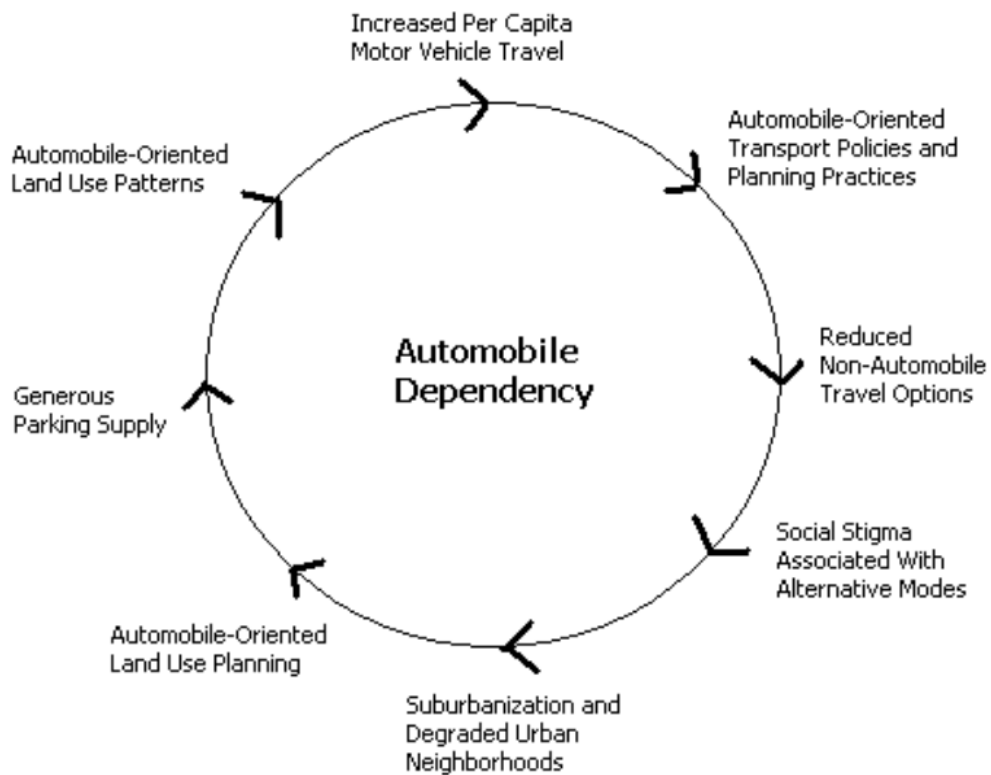 Increased Per Capita
Motor Vehicle Travel
Automobile-Oriented
Transport Policies and
Planning Practices
Reduced
Non-Automobile
Travel Options
Social Stigma
Associated With
Alternative Modes
Suburbanization and
Degraded Urban
Neighborhoods
Automobile-Oriented
Land Use Planning
Generous
Parking Supply
Automobile-Oriented
Land Use Patterns
Automobile
Dependency